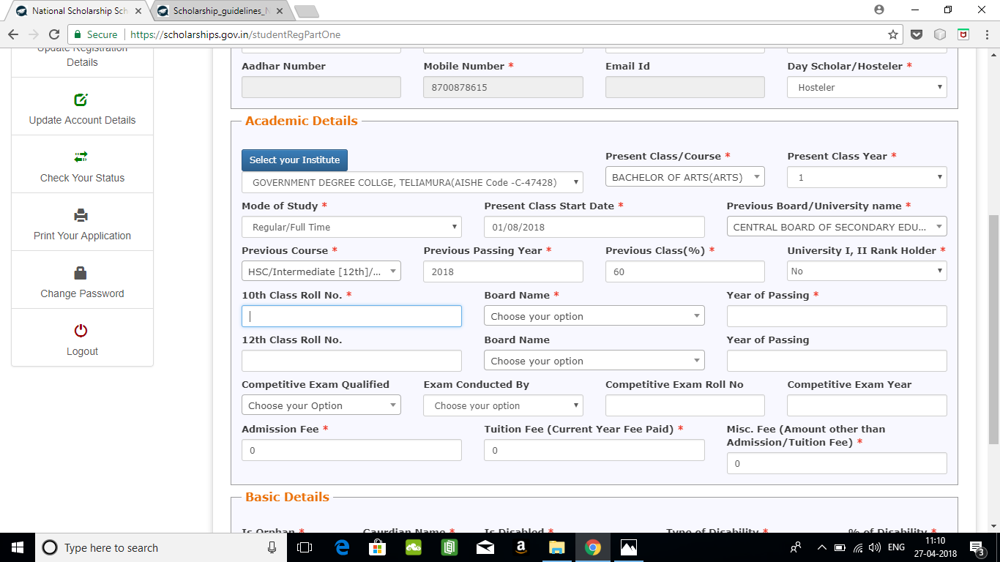 National Scholarship Sch
Scholarship_guidelines_N
Secure
https://scholarships.gov.in/studentRegPartOne
Update Registration
Details
Update Account Details
Check Your Status
Print Your Application
Change Password
Logout
Aadhar Number Mobile Number * Email Id Day Scholar/Hosteler *
8700878615 Hosteler
Academic Details
Select your Institute Present Class/Course * Present Class Year *
GOVERNMENT DEGREE COLLGE, TELIAMURA(AISHE Code -C-47428) BACHELOR OF ARTS(ARTS) 1
Mode of Study * Present Class Start Date * Previous Board/University name *
Regular/Full Time 01/08/2018 CENTRAL BOARD OF SECONDARY EDU...
Previous Course * Previous Passing Year * Previous Class(%) * University I, II Rank Holder *
HSC/Intermediate [12th]/... 2018 60 No
10th Class Roll No. * Board Name * Year of Passing *
Choose your option
12th Class Roll No. Board Name Year of Passing
Choose your option
Competitive Exam Qualified Exam Conducted By Competitive Exam Roll No Competitive Exam Year
Choose your Option Choose your option
Admission Fee * Tuition Fee (Current Year Fee Paid) * Misc. Fee (Amount other than
Admission/Tuition Fee) *
0 0 0
Basic Details
Is Orphan * Gaurdian Name * Is Disabled * Type of Disability * % of Disability *
Type here to search
ENG
11:10
27-04-2018
3